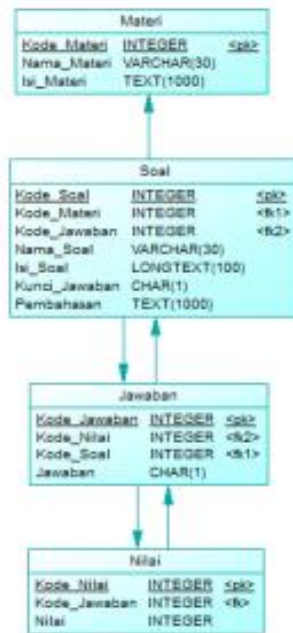 Materi
Kode_Materi INTEGER <pk>
Nama_Materi VARCHAR(30)
Isi_Materi TEXT(1000)
Soal
Kode_Soal INTEGER <pk>
Kode_Materi INTEGER <fk1>
Kode_Jawaban INTEGER <fk2>
Nama_Soal VARCHAR(30)
Isi_Soal LONGTEXT(100)
Kunci_Jawaban CHAR(1)
Pembahasan TEXT(1000)
Jawaban
Kode_Jawaban INTEGER <pk>
Kode_Nilai INTEGER <fk2>
Kode_Soal INTEGER <fk1>
Jawaban CHAR(1)
Nilai
Kode_Nilai INTEGER <pk>
Kode_Jawaban INTEGER <fk>
Nilai INTEGER